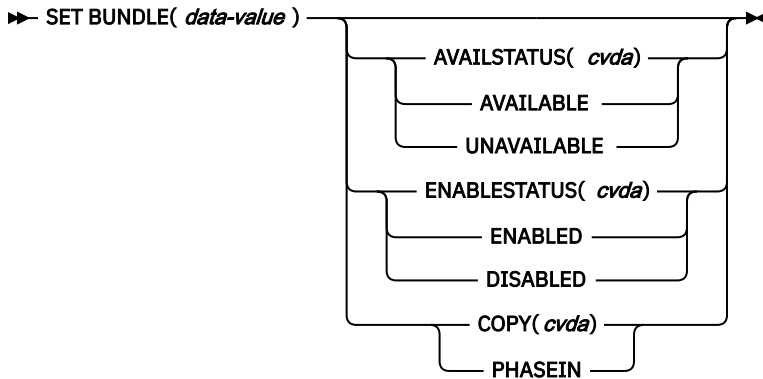 SET BUNDLE( data-value )
AVAILSTATUS( cvda)
AVAILABLE
UNAVAILABLE
ENABLESTATUS( cvda)
ENABLED
DISABLED
COPY( cvda)
PHASEIN